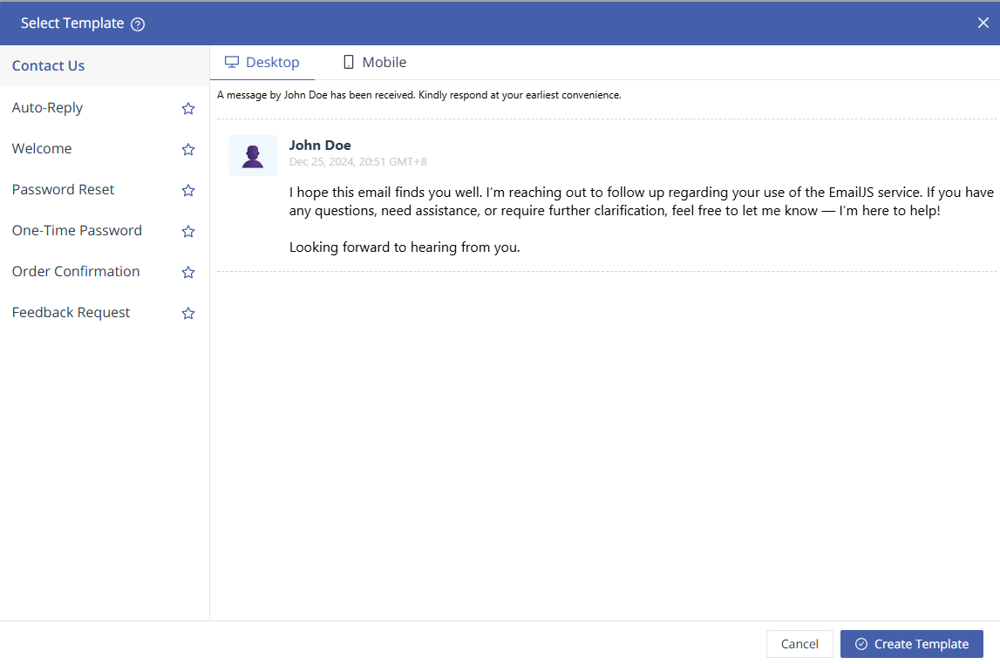 Select Template
Contact Us
Auto-Reply
Welcome
Password Reset
One-Time Password
Order Confirmation
Feedback Request
Desktop
Mobile
A message by John Doe has been received. Kindly respond at your earliest convenience.
John Doe
Dec 25, 2024, 20:51 GMT+8
I hope this email finds you well. I’m reaching out to follow up regarding your use of the EmailJS service. If you have
any questions, need assistance, or require further clarification, feel free to let me know — I’m here to help!
Looking forward to hearing from you.
Cancel
Create Template